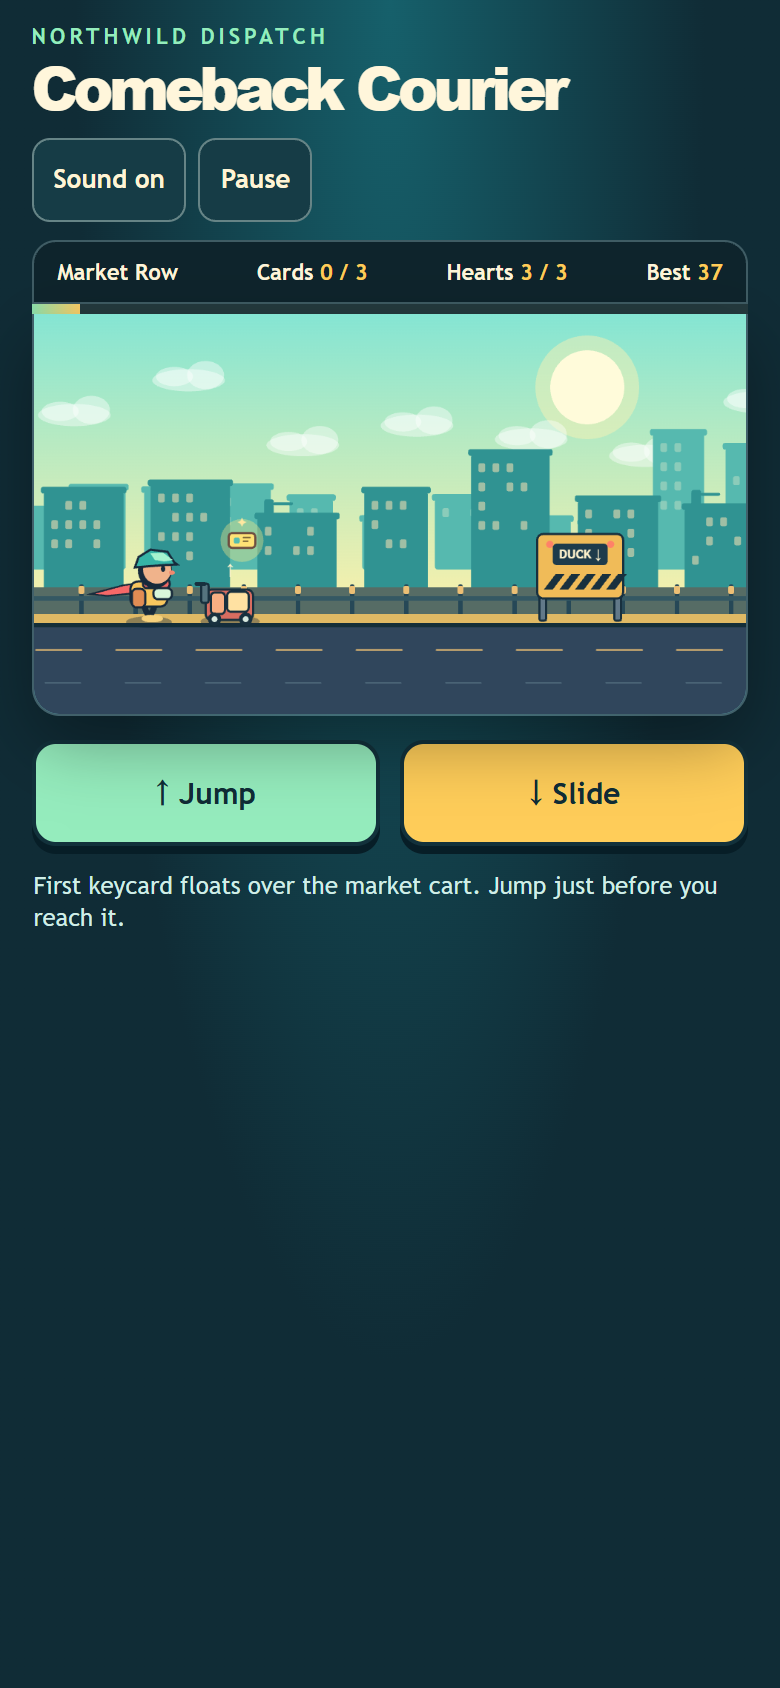 NORTHWILD DISPATCH
Comeback Courier
Sound on Pause
Market Row Cards 0 / 3 Hearts 3 / 3 Best 37
DUCK ↓
↑ Jump ↓ Slide
First keycard floats over the market cart. Jump just before you
reach it.